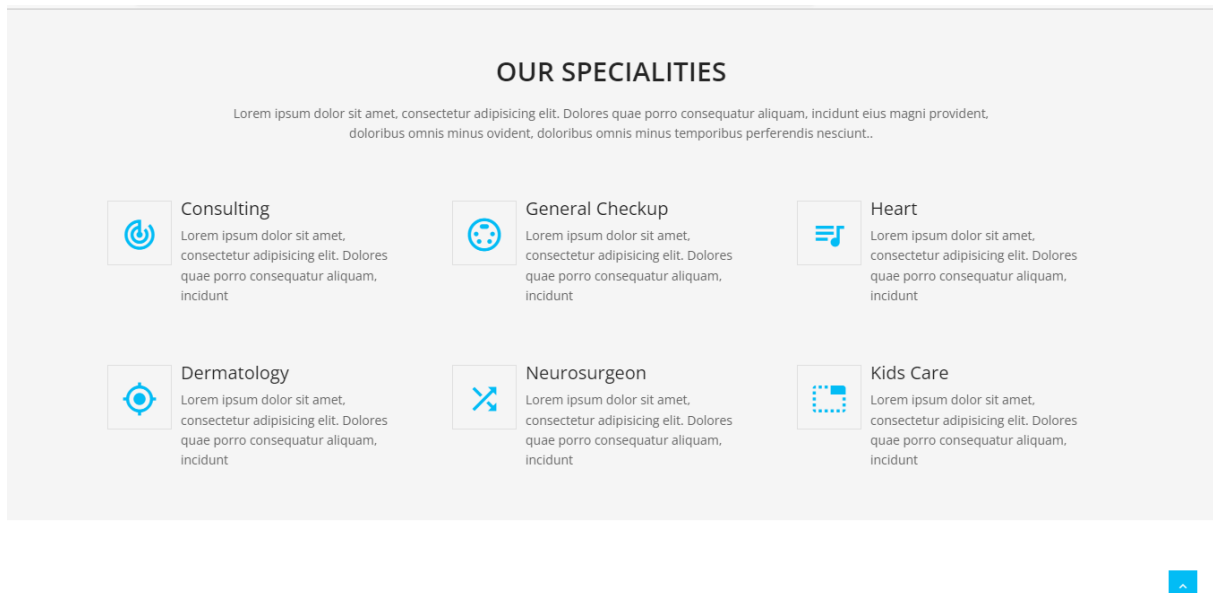 OUR SPECIALITIES
Lorem ipsum dolor sit amet, consectetur adipisicing elit. Dolores quae porro consequatur aliquam, incidunt eius magni provident,
doloribus omnis minus ovident, doloribus omnis minus temporibus perferendis nesciunt..
Consulting
Lorem ipsum dolor sit amet,
consectetur adipisicing elit. Dolores
quae porro consequatur aliquam,
incidunt
General Checkup
Lorem ipsum dolor sit amet,
consectetur adipisicing elit. Dolores
quae porro consequatur aliquam,
incidunt
Heart
Lorem ipsum dolor sit amet,
consectetur adipisicing elit. Dolores
quae porro consequatur aliquam,
incidunt
Dermatology
Lorem ipsum dolor sit amet,
consectetur adipisicing elit. Dolores
quae porro consequatur aliquam,
incidunt
Neurosurgeon
Lorem ipsum dolor sit amet,
consectetur adipisicing elit. Dolores
quae porro consequatur aliquam,
incidunt
Kids Care
Lorem ipsum dolor sit amet,
consectetur adipisicing elit. Dolores
quae porro consequatur aliquam,
incidunt